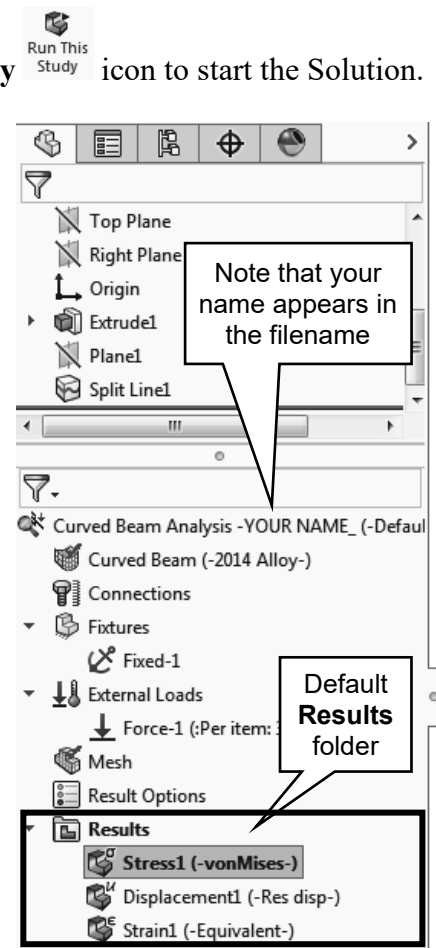 Run This
y Study icon to start the Solution.
Top Plane
Right Plane
Note that your
name appears in
the filename
Origin
Extrude1
Plane1
Split Line1
Curved Beam Analysis -YOUR NAME_ (-Defaul
Curved Beam (-2014 Alloy-)
Connections
Fixtures
Fixed-1
Default
Results
folder
External Loads
Force-1 (:Per item:
Mesh
Result Options
Results
Stress1 (-vonMises-)
Displacement1 (-Res disp-)
Strain1 (-Equivalent-)